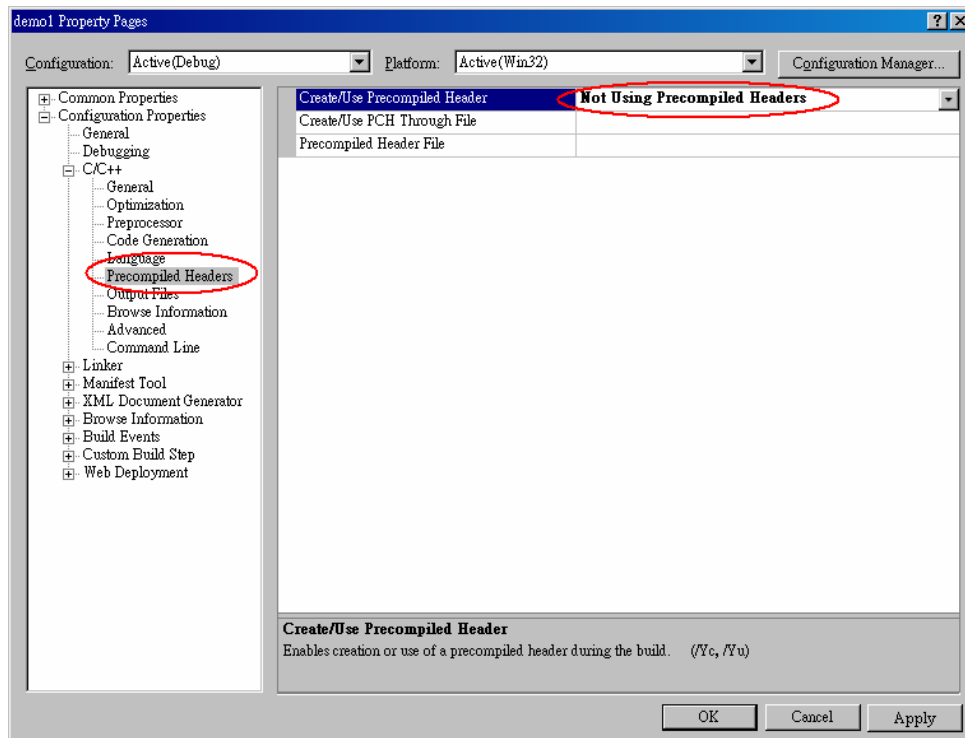 demo1 Property Pages
Configuration: Active(Debug) Platform: Active(Win32) Configuration Manager...
Common Properties
Configuration Properties
General
Debugging
C/C++
General
Optimization
Preprocessor
Code Generation
Language
Precompiled Headers
Output Files
Browse Information
Advanced
Command Line
Linker
Manifest Tool
XML Document Generator
Browse Information
Build Events
Custom Build Step
Web Deployment
Create/Use Precompiled Header Not Using Precompiled Headers
Create/Use PCH Through File
Precompiled Header File
Create/Use Precompiled Header
Enables creation or use of a precompiled header during the build. (/Yc, /Yu)
OK Cancel Apply